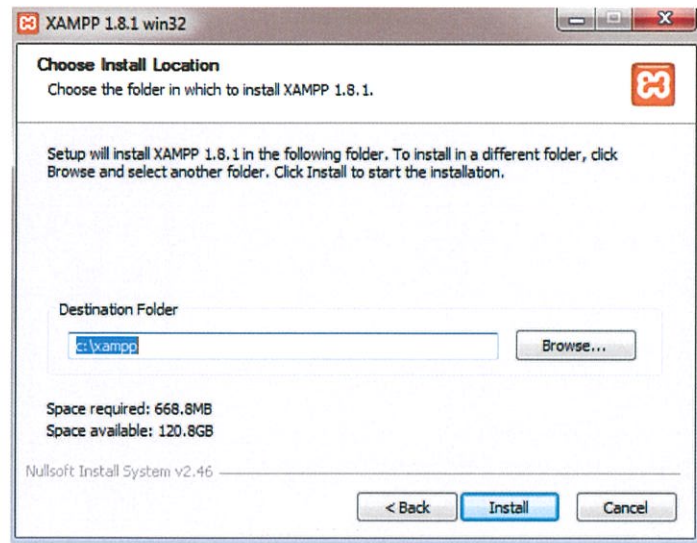 XAMPP 1.8.1 win32
Choose Install Location
Choose the folder in which to install XAMPP 1.8.1.
Setup will install XAMPP 1.8.1 in the following folder. To install in a different folder, click
Browse and select another folder. Click Install to start the installation.
Destination Folder
c:\xampp
Browse...
Space required: 668.8MB
Space available: 120.8GB
Nullsoft Install System v2.46
< Back
Install
Cancel